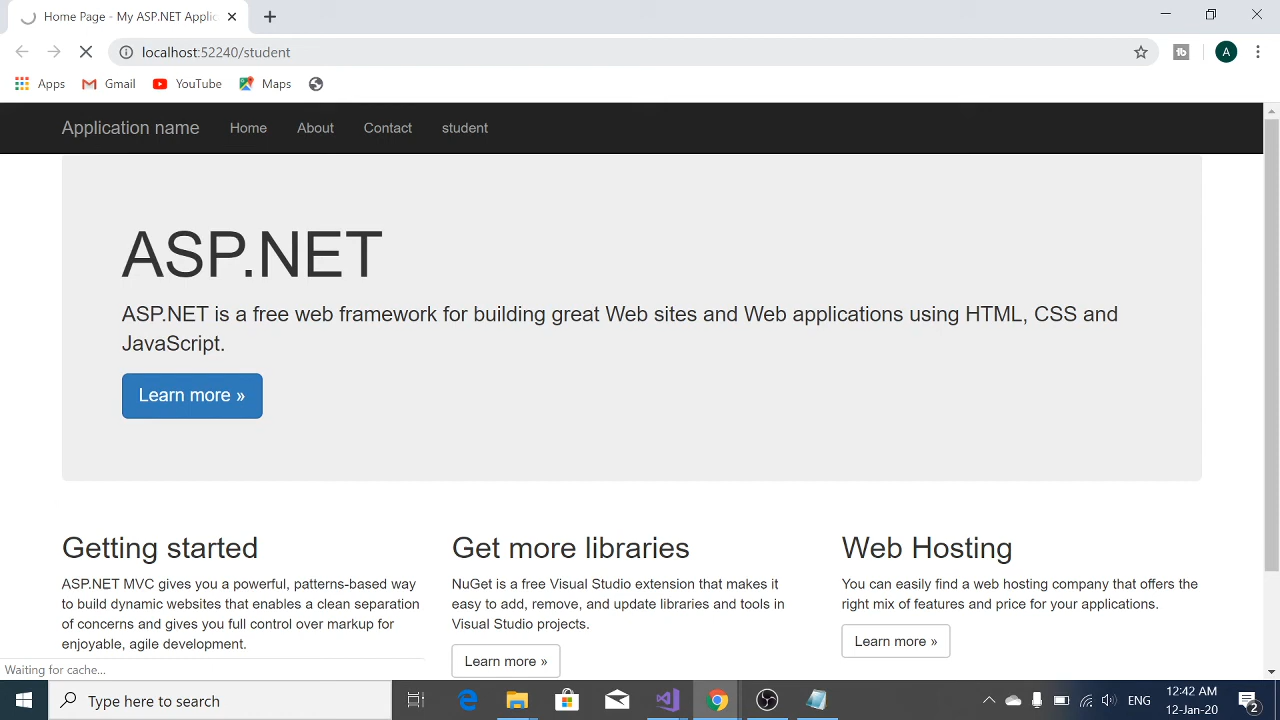 Home Page - My ASP.NET Applic
localhost:52240/student
A
Apps
Gmail
YouTube
Maps
Application name
Home
About
Contact
student
ASP.NET
ASP.NET is a free web framework for building great Web sites and Web applications using HTML, CSS and
JavaScript.
Learn more »
Getting started
ASP.NET MVC gives you a powerful, patterns-based way
to build dynamic websites that enables a clean separation
of concerns and gives you full control over markup for
enjoyable, agile development.
Get more libraries
NuGet is a free Visual Studio extension that makes it
easy to add, remove, and update libraries and tools in
Visual Studio projects.
Learn more »
Web Hosting
You can easily find a web hosting company that offers the
right mix of features and price for your applications.
Learn more »
Waiting for cache...
Type here to search
ENG
12:42 AM
12-Jan-20
2